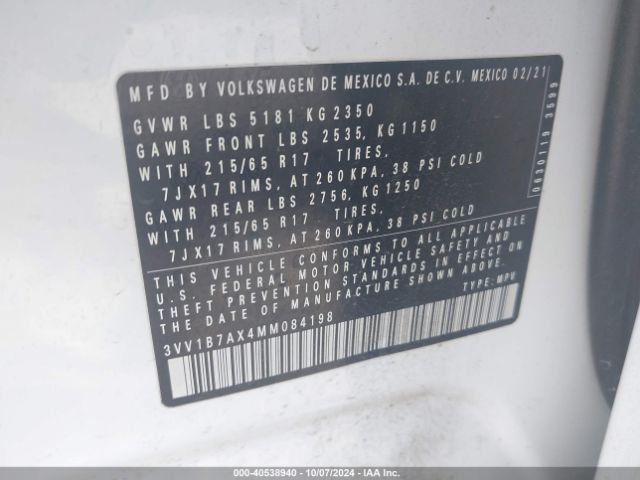 MFD BY VOLKSWAGEN DE MEXICO S.A. DE C.V. MEXICO 02/21
GVWR LBS 5181 KG 2350
GAWR FRONT LBS 2535, KG 1150
WITH 215/65 R17 TIRES,
7JX17 RIMS, AT 260 KPA, 38 PSI COLD
GAWR REAR LBS 2756, KG 1250
WITH 215/65 R17 TIRES,
7JX17 RIMS, AT 260 KPA, 38 PSI COLD
THIS VEHICLE CONFORMS TO ALL APPLICABLE
U.S. FEDERAL MOTOR VEHICLE SAFETY AND
THEFT PREVENTION STANDARDS IN EFFECT ON
THE DATE OF MANUFACTURE SHOWN ABOVE.
3VV1B7AX4MM084198 TYPE: MPV
0630119 3599
000-40538940 - 10/07/2024 - IAA Inc.